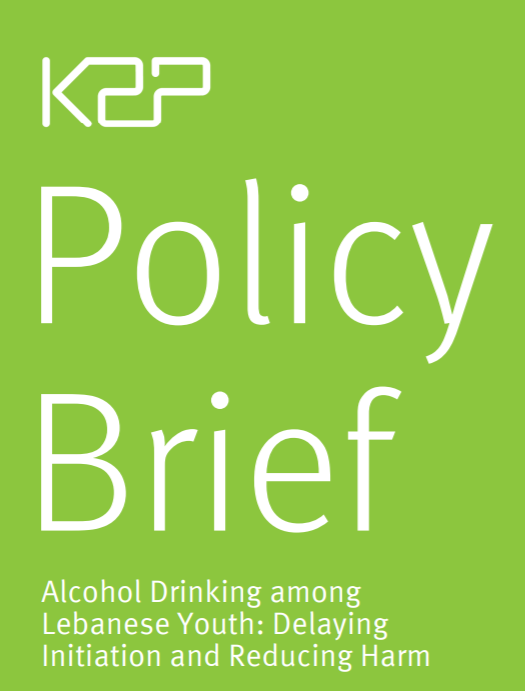 K2P
Policy
Brief
Alcohol Drinking among
Lebanese Youth: Delaying
Initiation and Reducing Harm